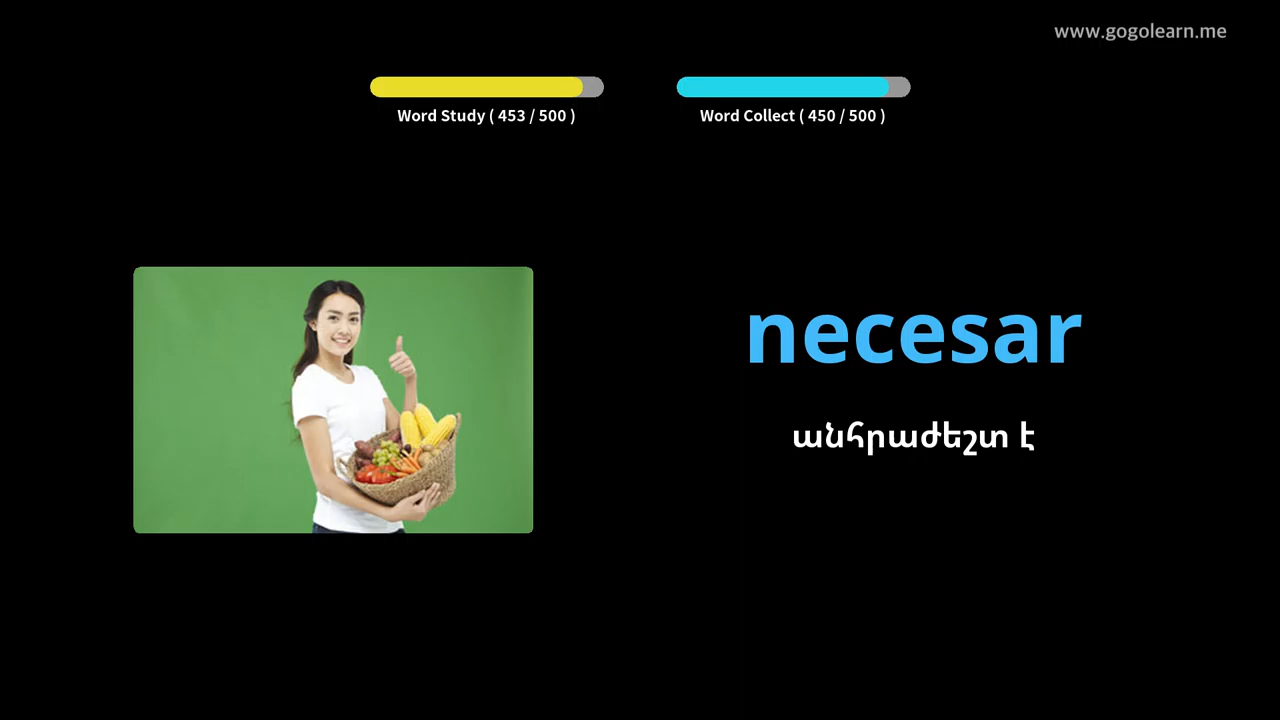 www.gogolearn.me
Word Study ( 453 / 500 )
Word Collect ( 450 / 500 )
necesar
անհրաժեշտ է